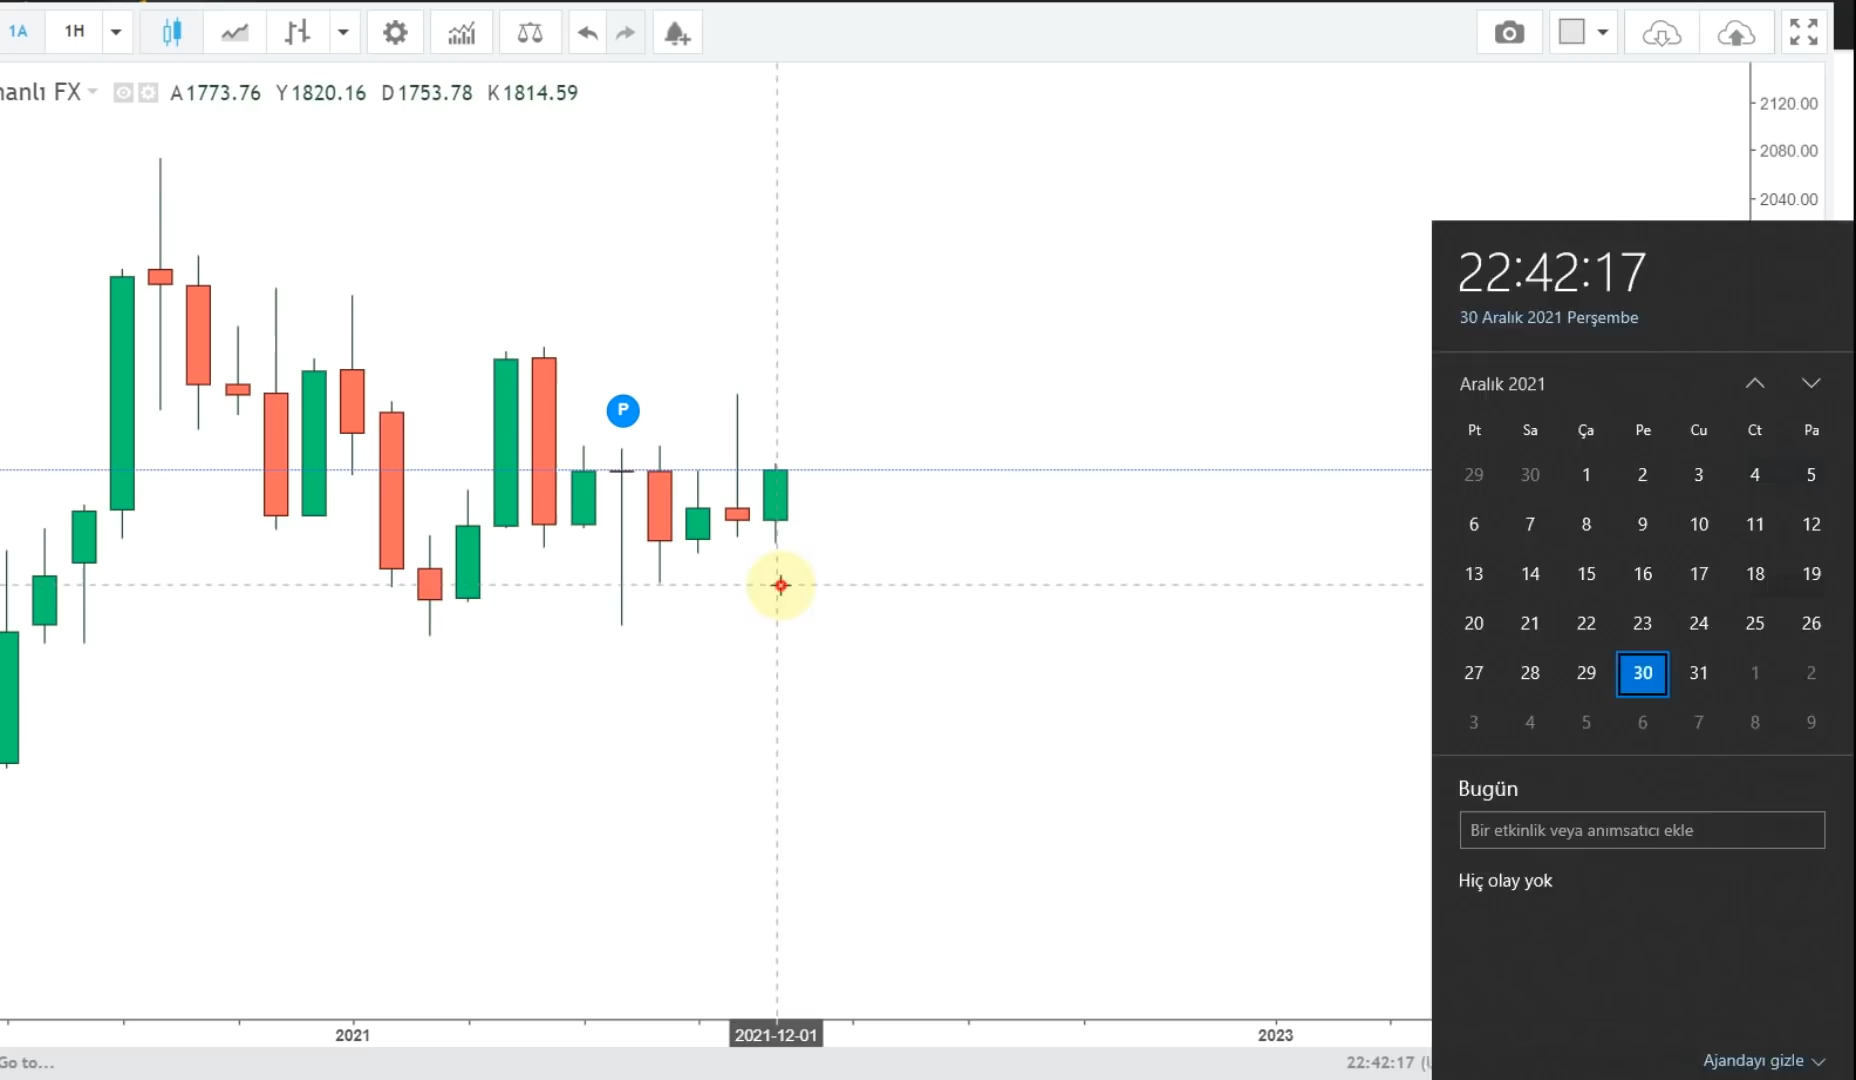 1A 1H
FX A1773.76 Y1820.16 D1753.78 K1814.59
2120.00
2080.00
2040.00
P
2021 2021-12-01 2023
Go to...
22:42:17
22:42:17
30 Aralık 2021 Perşembe
Aralık 2021
Pt Sa Ça Pe Cu Ct Pa
29 30 1 2 3 4 5
6 7 8 9 10 11 12
13 14 15 16 17 18 19
20 21 22 23 24 25 26
27 28 29 30 31 1 2
3 4 5 6 7 8 9
Bugün
Bir etkinlik veya anımsatıcı ekle
Hiç olay yok
Ajandayı gizle